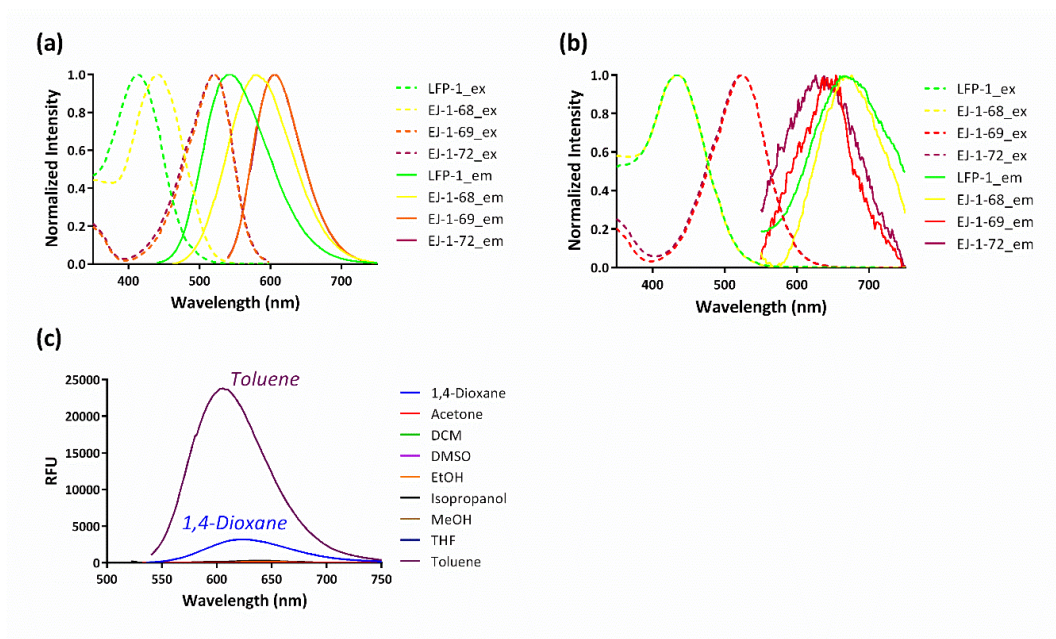 (a)
1.0
0.8
0.6
0.4
0.2
0.0
Normalized Intensity
400
500
600
700
Wavelength (nm)
LFP-1_ex
EJ-1-68_ex
EJ-1-69_ex
EJ-1-72_ex
LFP-1_em
EJ-1-68_em
EJ-1-69_em
EJ-1-72_em
(b)
1.0
0.8
0.6
0.4
0.2
0.0
Normalized Intensity
400
500
600
700
Wavelength (nm)
LFP-1_ex
EJ-1-68_ex
EJ-1-69_ex
EJ-1-72_ex
LFP-1_em
EJ-1-68_em
EJ-1-69_em
EJ-1-72_em
(c)
25000
20000
15000
10000
5000
0
RFU
Toluene
1,4-Dioxane
500
550
600
650
700
750
Wavelength (nm)
1,4-Dioxane
Acetone
DCM
DMSO
EtOH
Isopropanol
MeOH
THF
Toluene